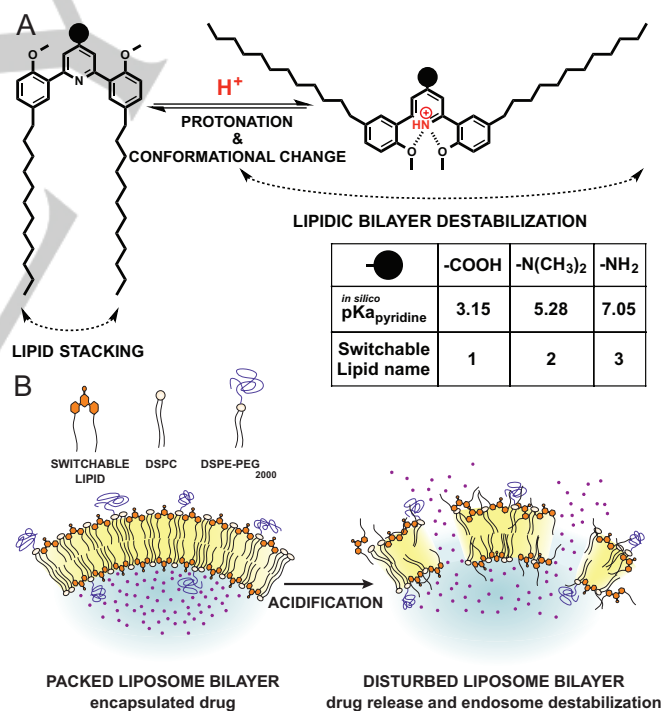 A
O
O
N
H⁺
PROTONATION
&
CONFORMATIONAL CHANGE
⊕
HN
O
O
LIPIDIC BILAYER DESTABILIZATION
LIPID STACKING
-COOH -N(CH₃)₂ -NH₂
in silico
pKa pyridine 3.15 5.28 7.05
Switchable
Lipid name 1 2 3
B
SWITCHABLE
LIPID
DSPC
DSPE-PEG
2000
ACIDIFICATION
PACKED LIPOSOME BILAYER
encapsulated drug
DISTURBED LIPOSOME BILAYER
drug release and endosome destabilization